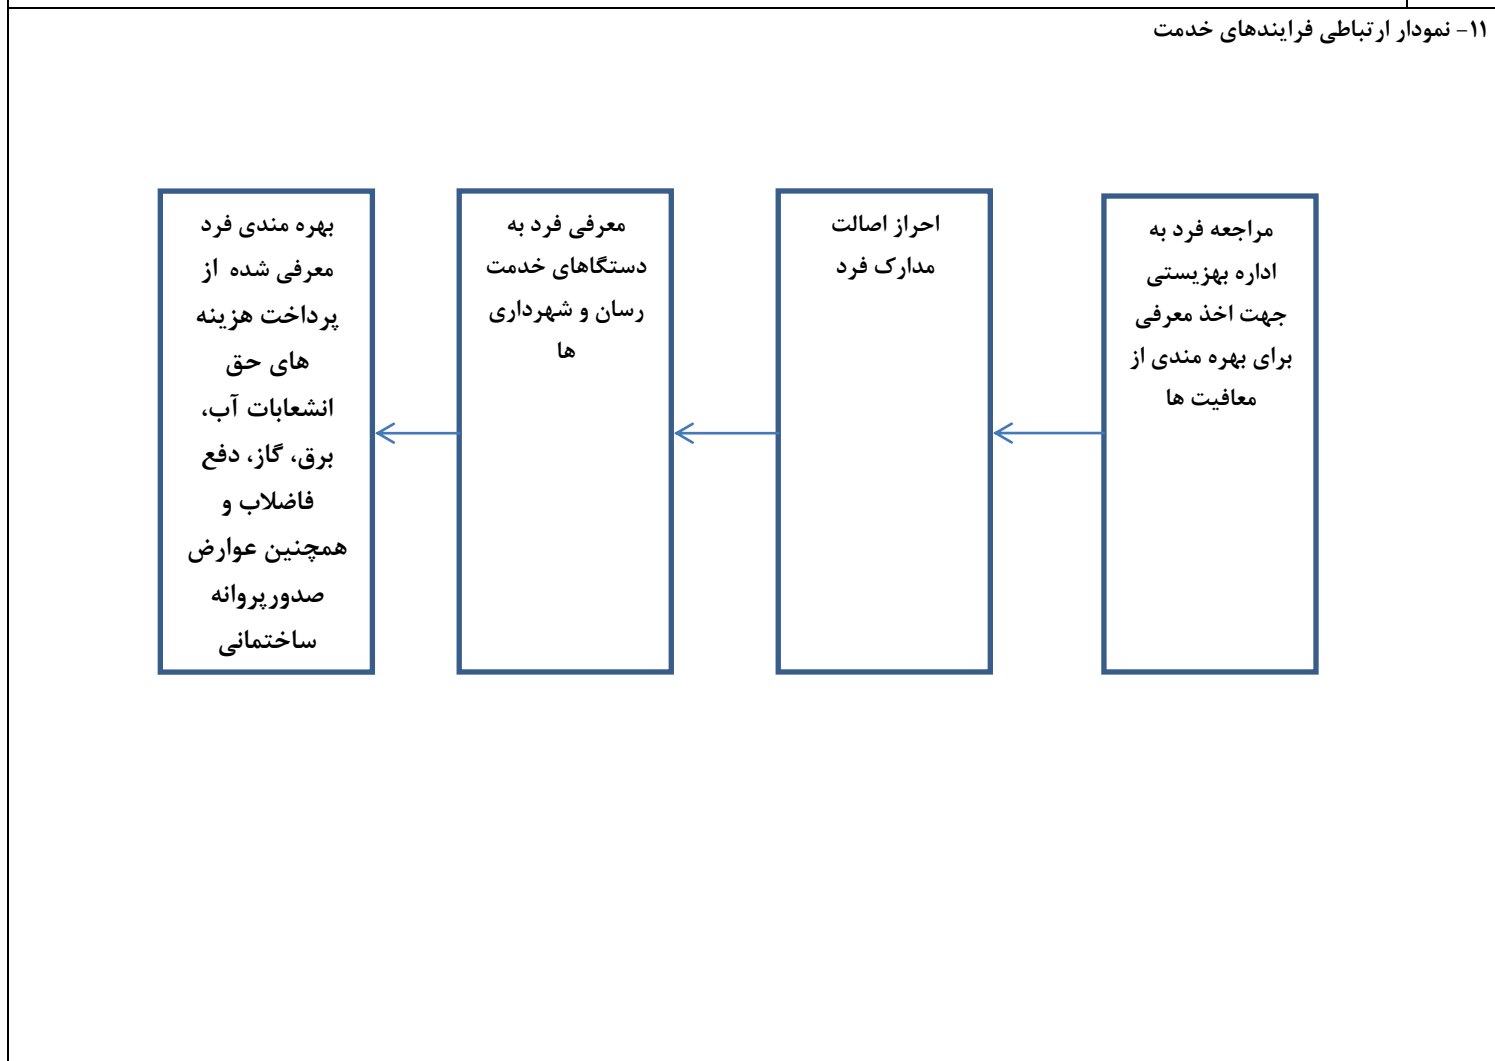 ۱۱- نمودار ارتباطی فرایندهای خدمت
مراجعه فرد به
اداره بهزیستی
جهت اخذ معرفی
برای بهره مندی از
معافیت ها
احراز اصالت
مدارک فرد
معرفی فرد به
دستگاهای خدمت
رسان و شهرداری
ها
بهره مندی فرد
معرفی شده از
پرداخت هزینه
های حق
انشعابات آب،
برق، گاز، دفع
فاضلاب و
همچنین عوارض
صدورپروانه
ساختمانی